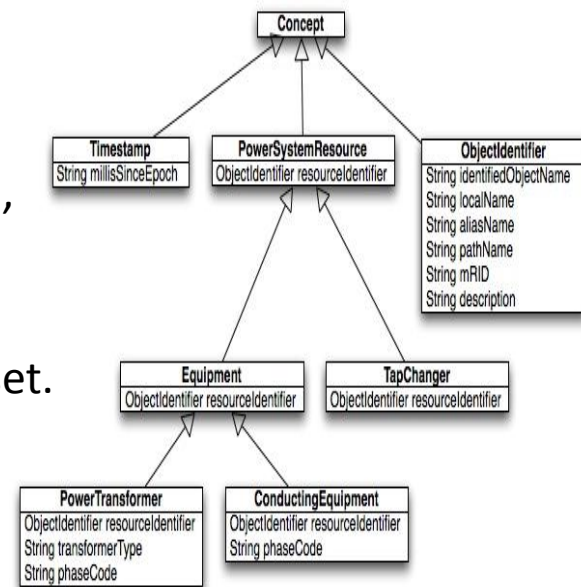 Concept
Timestamp
String millisSinceEpoch
PowerSystemResource
ObjectIdentifier resourceIdentifier
ObjectIdentifier
String identifiedObjectName
String localName
String aliasName
String pathName
String mRID
String description
,
et.
Equipment
ObjectIdentifier resourceIdentifier
TapChanger
ObjectIdentifier resourceIdentifier
PowerTransformer
ObjectIdentifier resourceIdentifier
String transformerType
String phaseCode
ConductingEquipment
ObjectIdentifier resourceIdentifier
String phaseCode